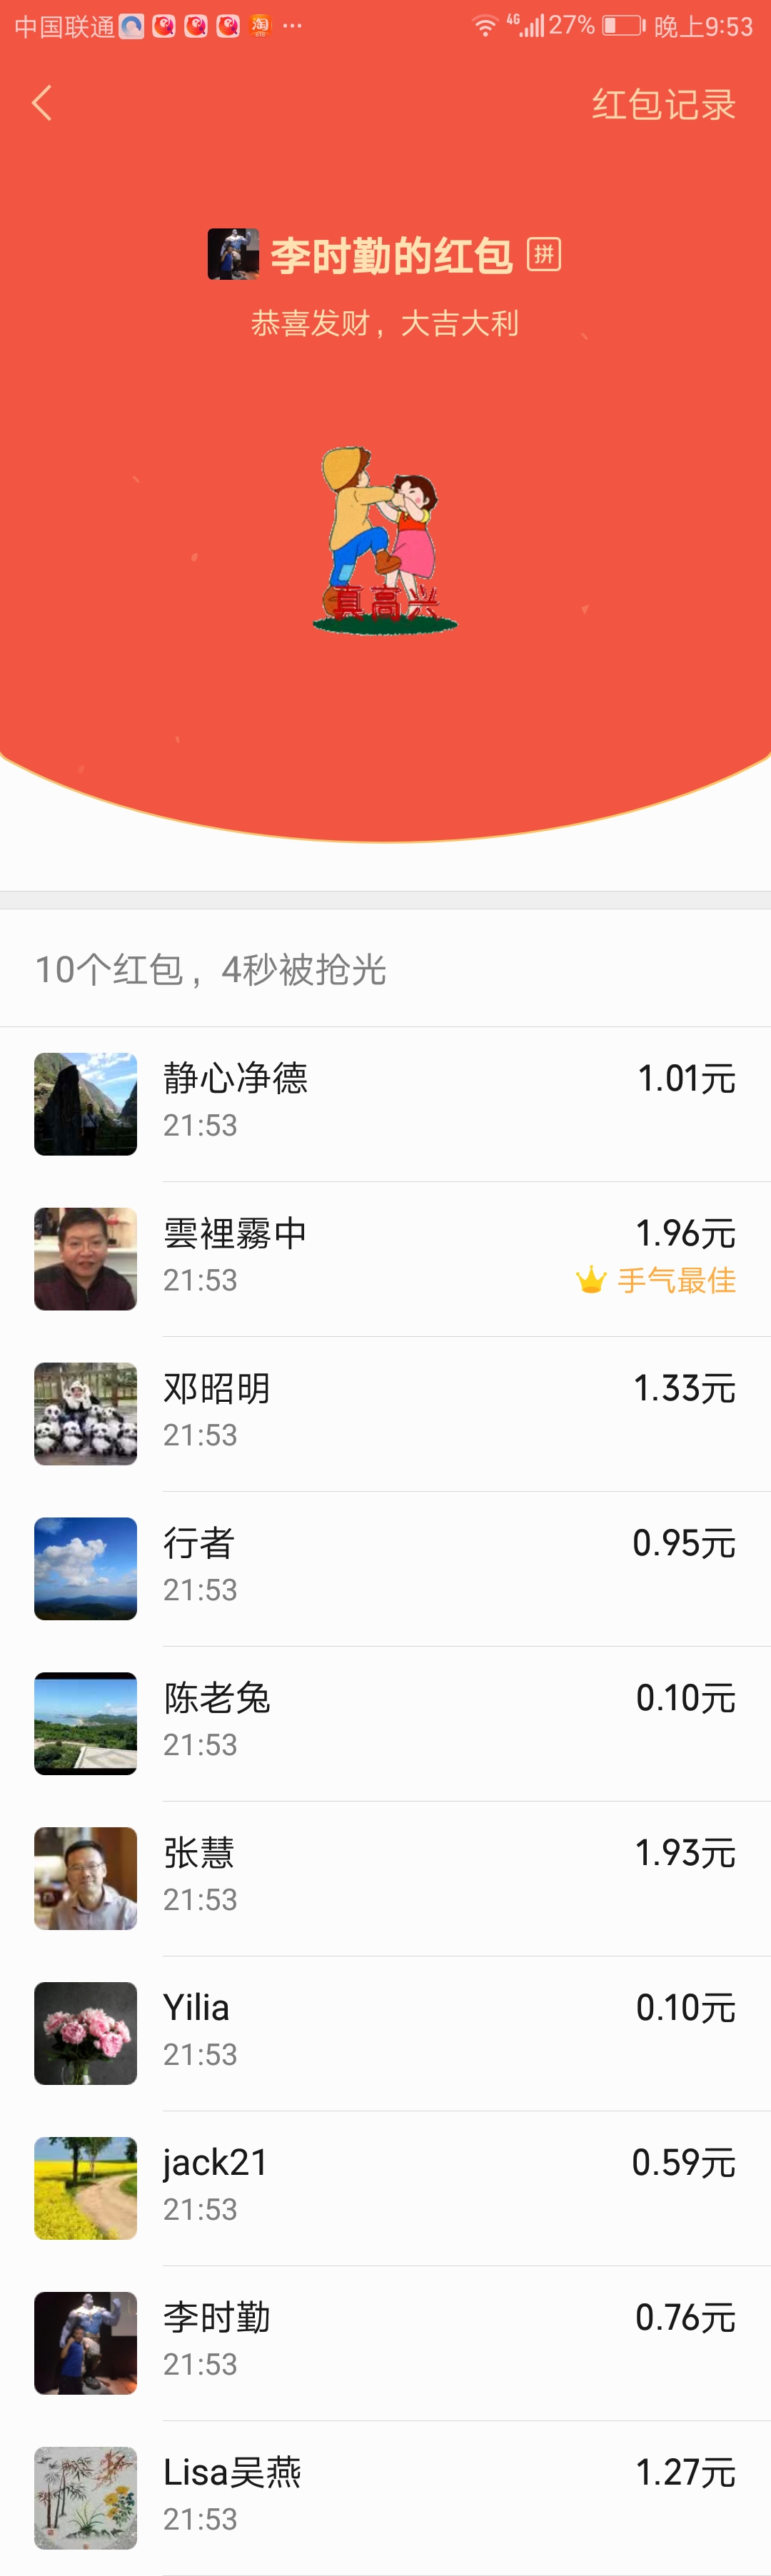 中国联通 淘 ... 4G 27% 晚上9:53
红包记录
李时勤的红包 拼
恭喜发财，大吉大利
真高兴
10个红包，4秒被抢光
静心净德 1.01元
21:53
雲裡霧中 1.96元
21:53 手气最佳
邓昭明 1.33元
21:53
行者 0.95元
21:53
陈老兔 0.10元
21:53
张慧 1.93元
21:53
Yilia 0.10元
21:53
jack21 0.59元
21:53
李时勤 0.76元
21:53
Lisa吴燕 1.27元
21:53